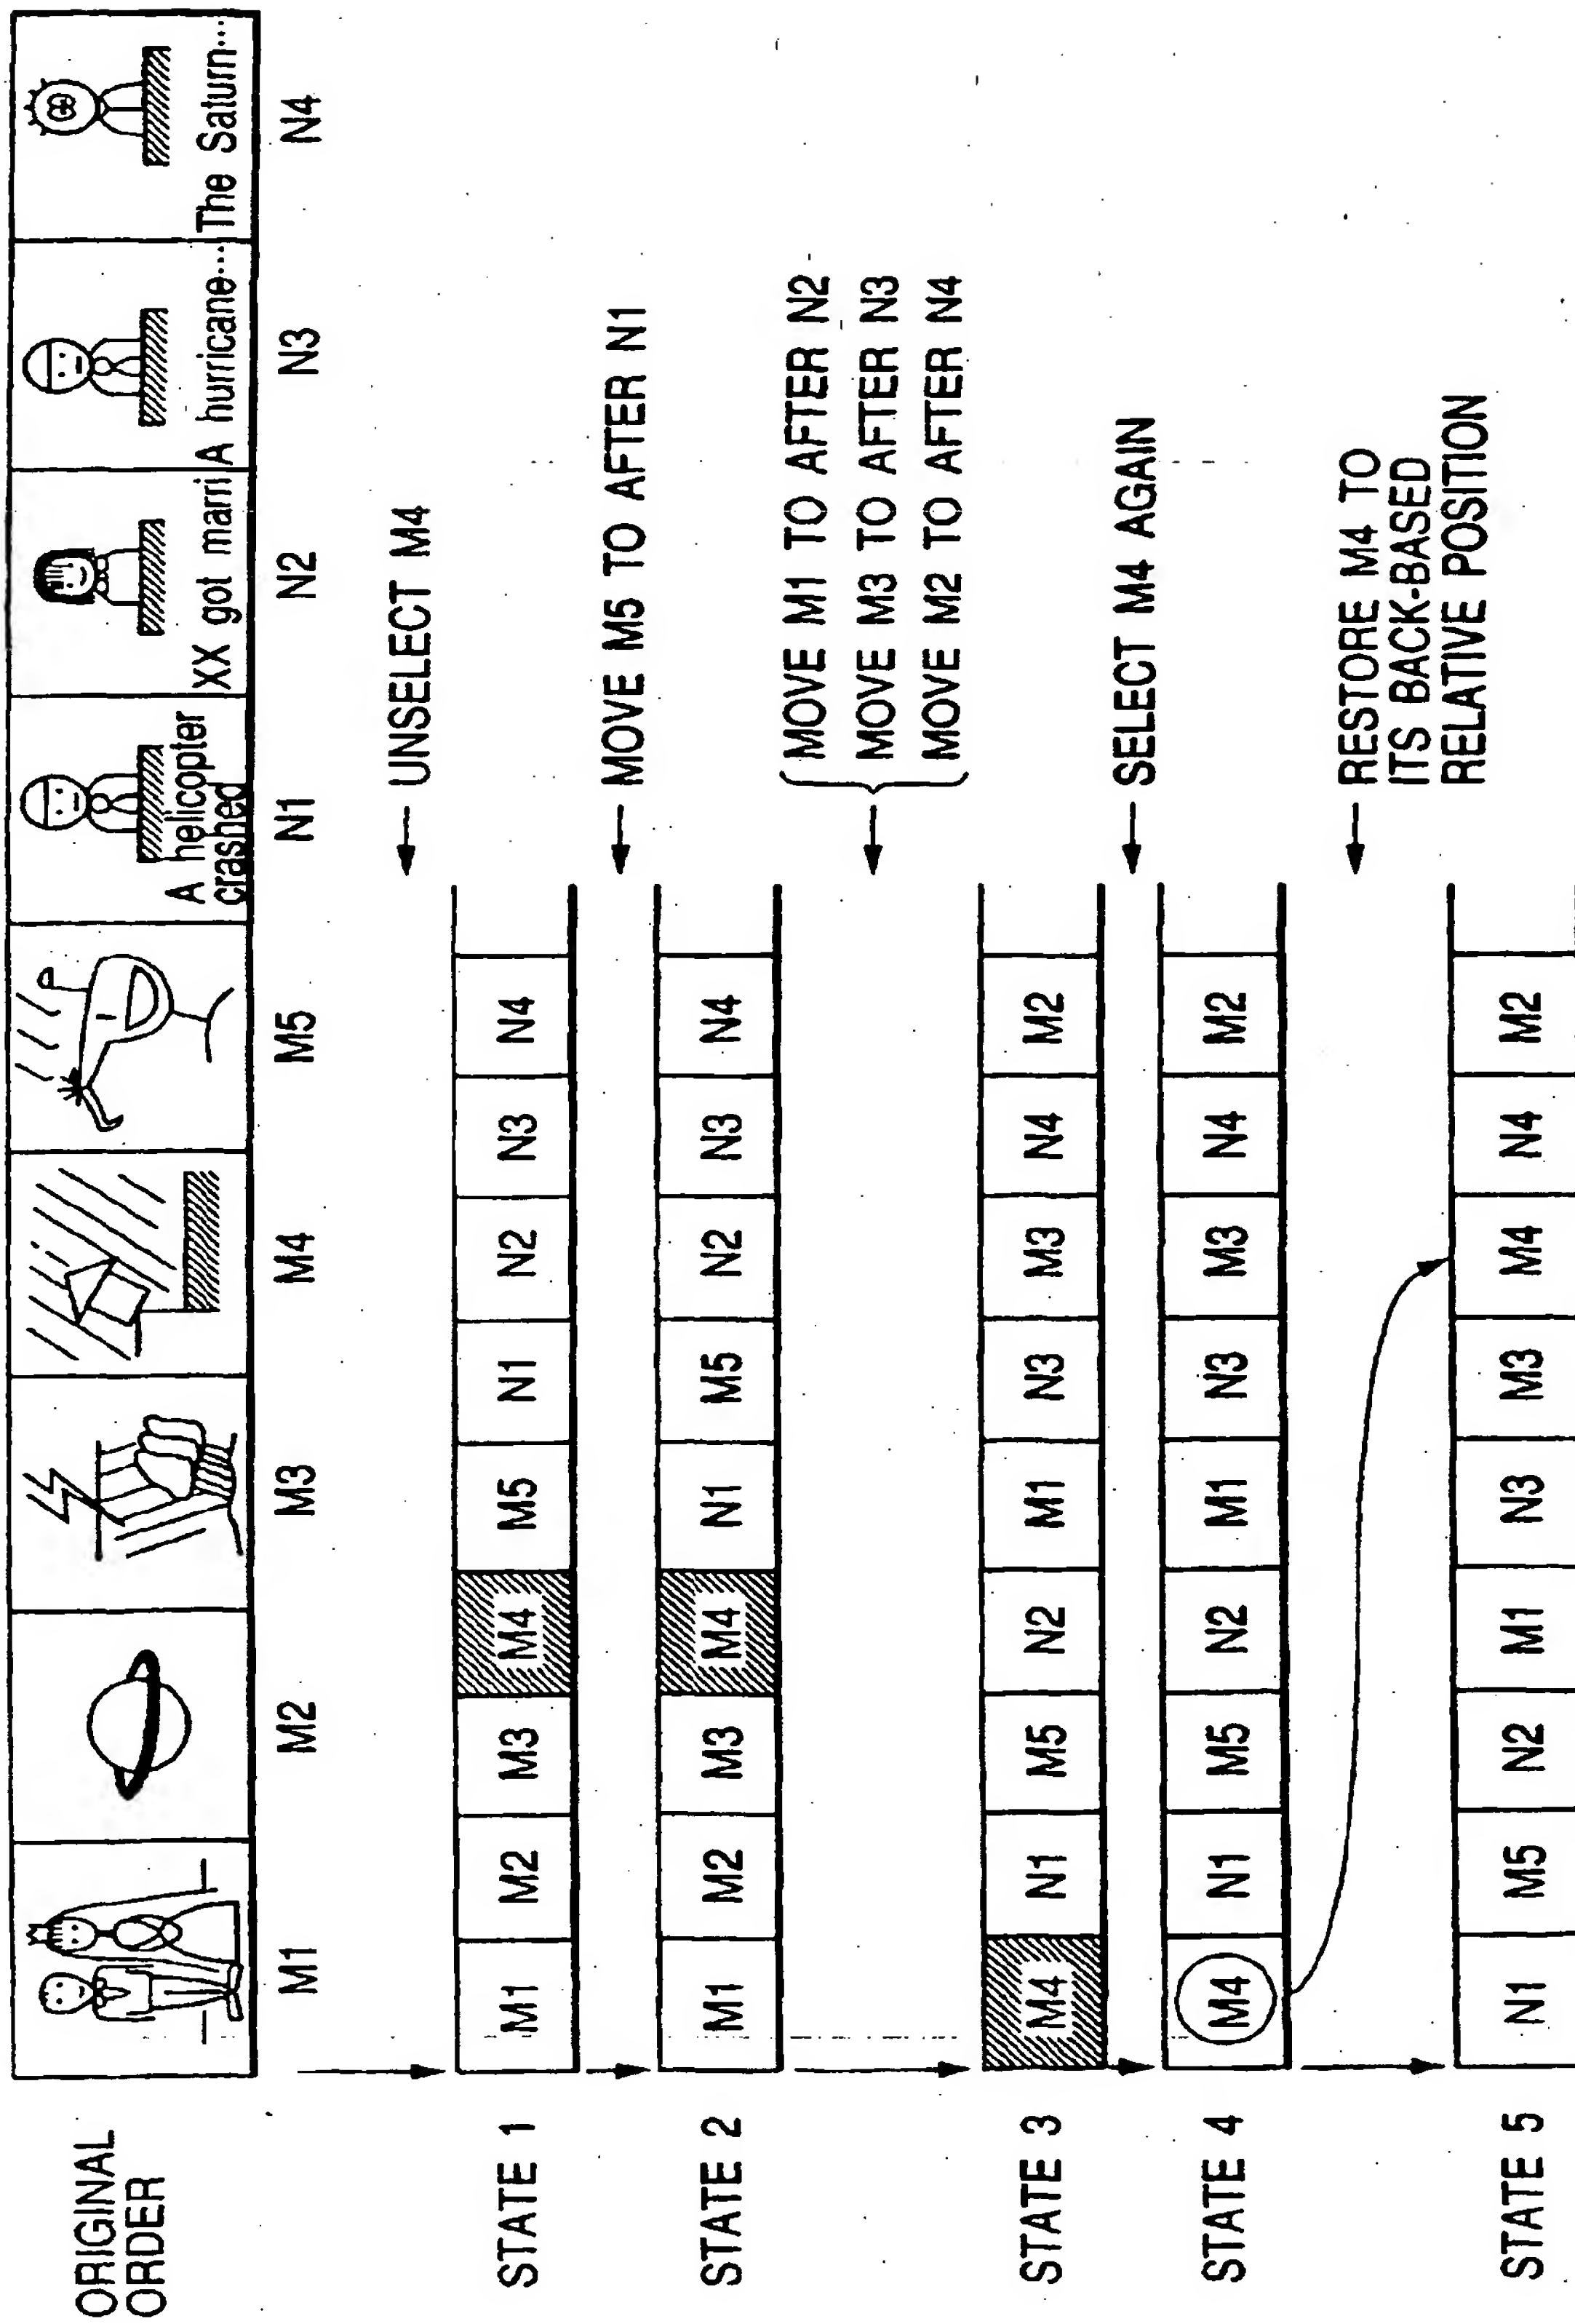 ORIGINAL
ORDER
A helicopter
crashed
XX got marri
A hurricane...
The Saturn...
M1 M2 M3 M4 M5 N1 N2 N3 N4
UNSELECT M4
STATE 1 M1 M2 M3 M4 M5 N1 N2 N3 N4
MOVE M5 TO AFTER N1
STATE 2 M1 M2 M3 M4 N1 M5 N2 N3 N4
MOVE M1 TO AFTER N2
MOVE M3 TO AFTER N3
MOVE M2 TO AFTER N4
STATE 3 M4 N1 M5 N2 M1 N3 M3 N4 M2
SELECT M4 AGAIN
STATE 4 M4 N1 M5 N2 M1 N3 M3 N4 M2
RESTORE M4 TO
ITS BACK-BASED
RELATIVE POSITION
STATE 5 N1 M5 N2 M1 N3 M3 M4 N4 M2